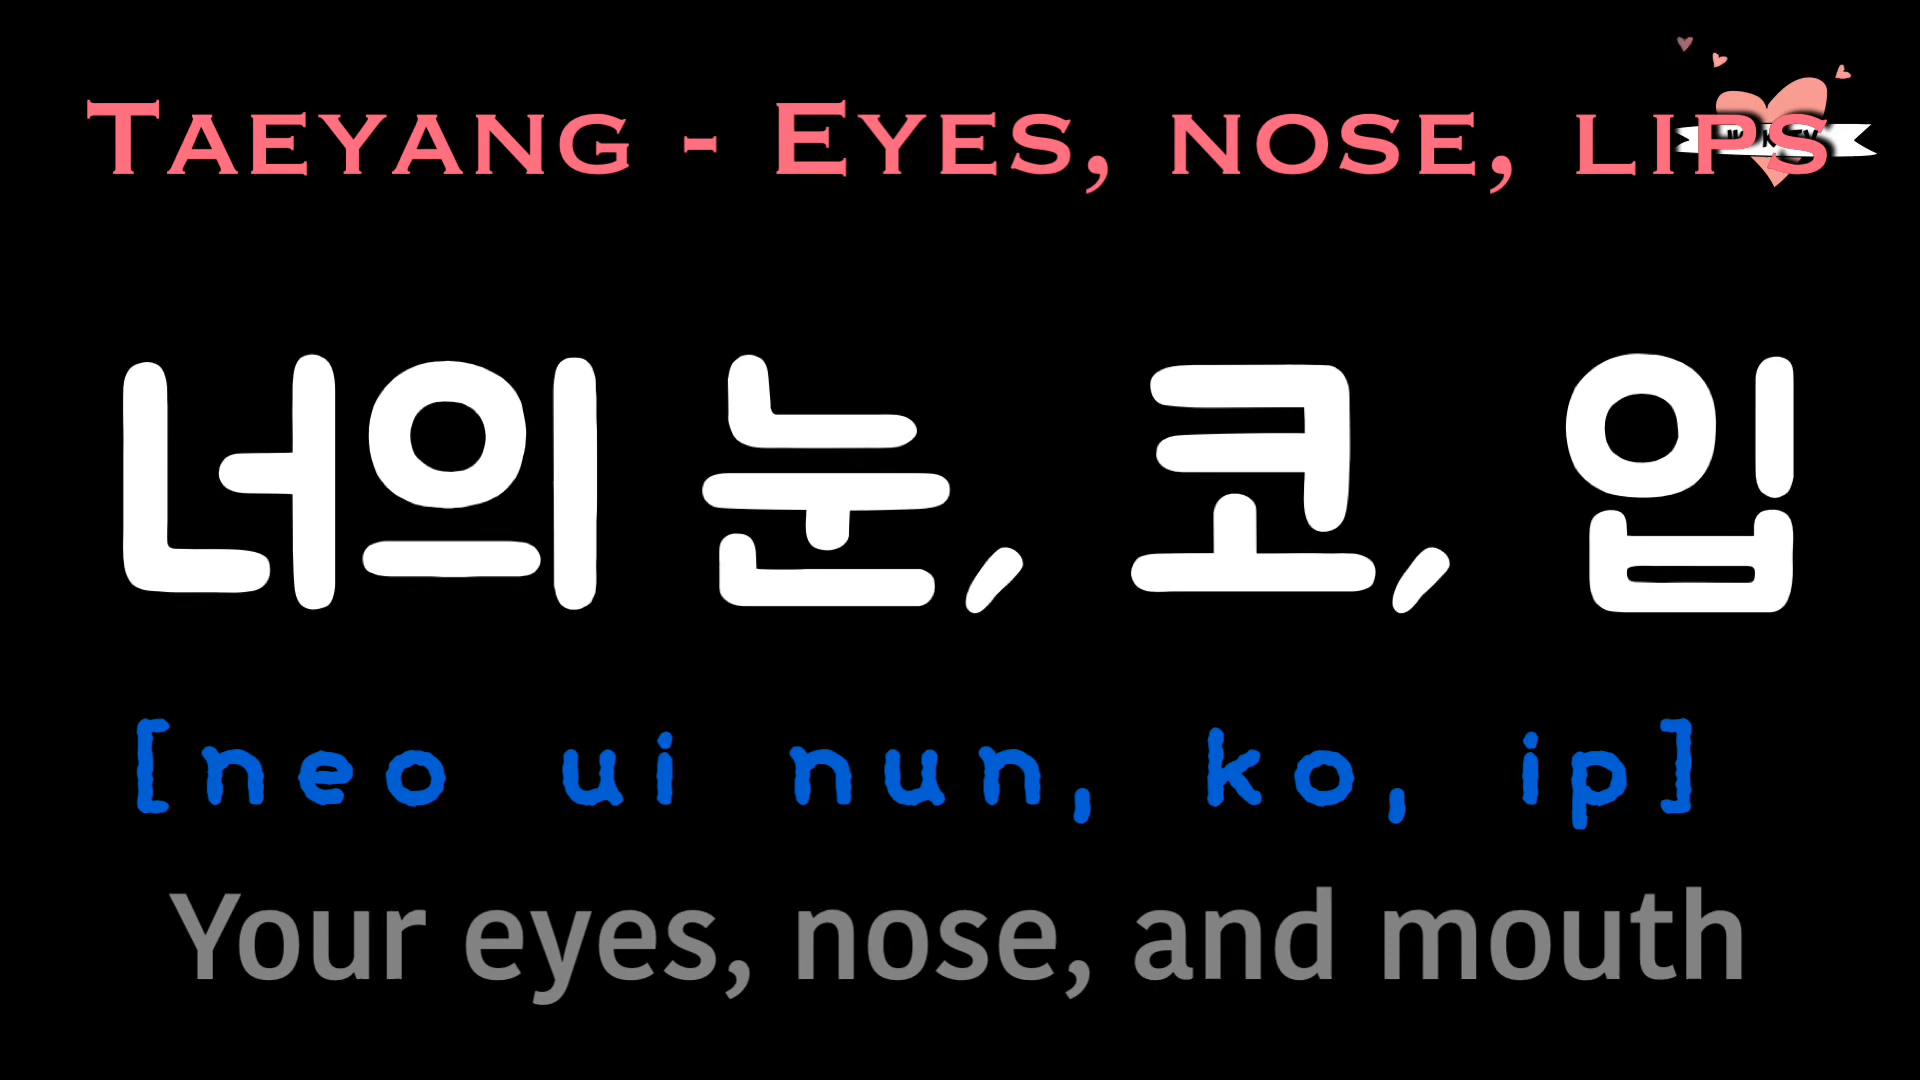 Taeyang - Eyes, nose, lips
너의 눈, 코, 입
[neo ui nun, ko, ip]
Your eyes, nose, and mouth